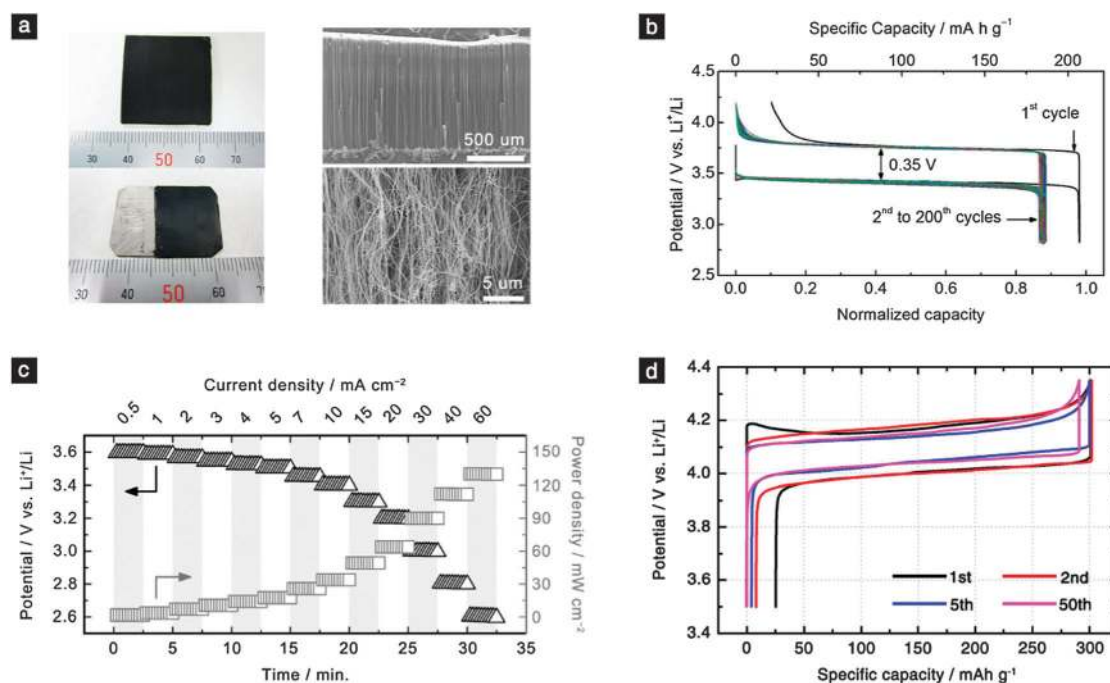 a
30 40 50 60 70
30 40 50 60 70
500 um
5 um
b
Specific Capacity / mA h g⁻¹
0 50 100 150 200
Potential / V vs. Li⁺/Li
4.5
4.0
3.5
3.0
2.5
1ˢᵗ cycle
0.35 V
2ⁿᵈ to 200ᵗʰ cycles
0.0 0.2 0.4 0.6 0.8 1.0
Normalized capacity
c
Current density / mA cm⁻²
0.5 1 2 3 4 5 7 10 15 20 30 40 60
Potential / V vs. Li⁺/Li
3.6
3.4
3.2
3.0
2.8
2.6
150
120
90
60
30
0
Power density / mW cm⁻²
0 5 10 15 20 25 30 35
Time / min.
d
Potential / V vs. Li⁺/Li
4.4
4.2
4.0
3.8
3.6
3.4
1st 2nd
5th 50th
0 50 100 150 200 250 300
Specific capacity / mAh g⁻¹